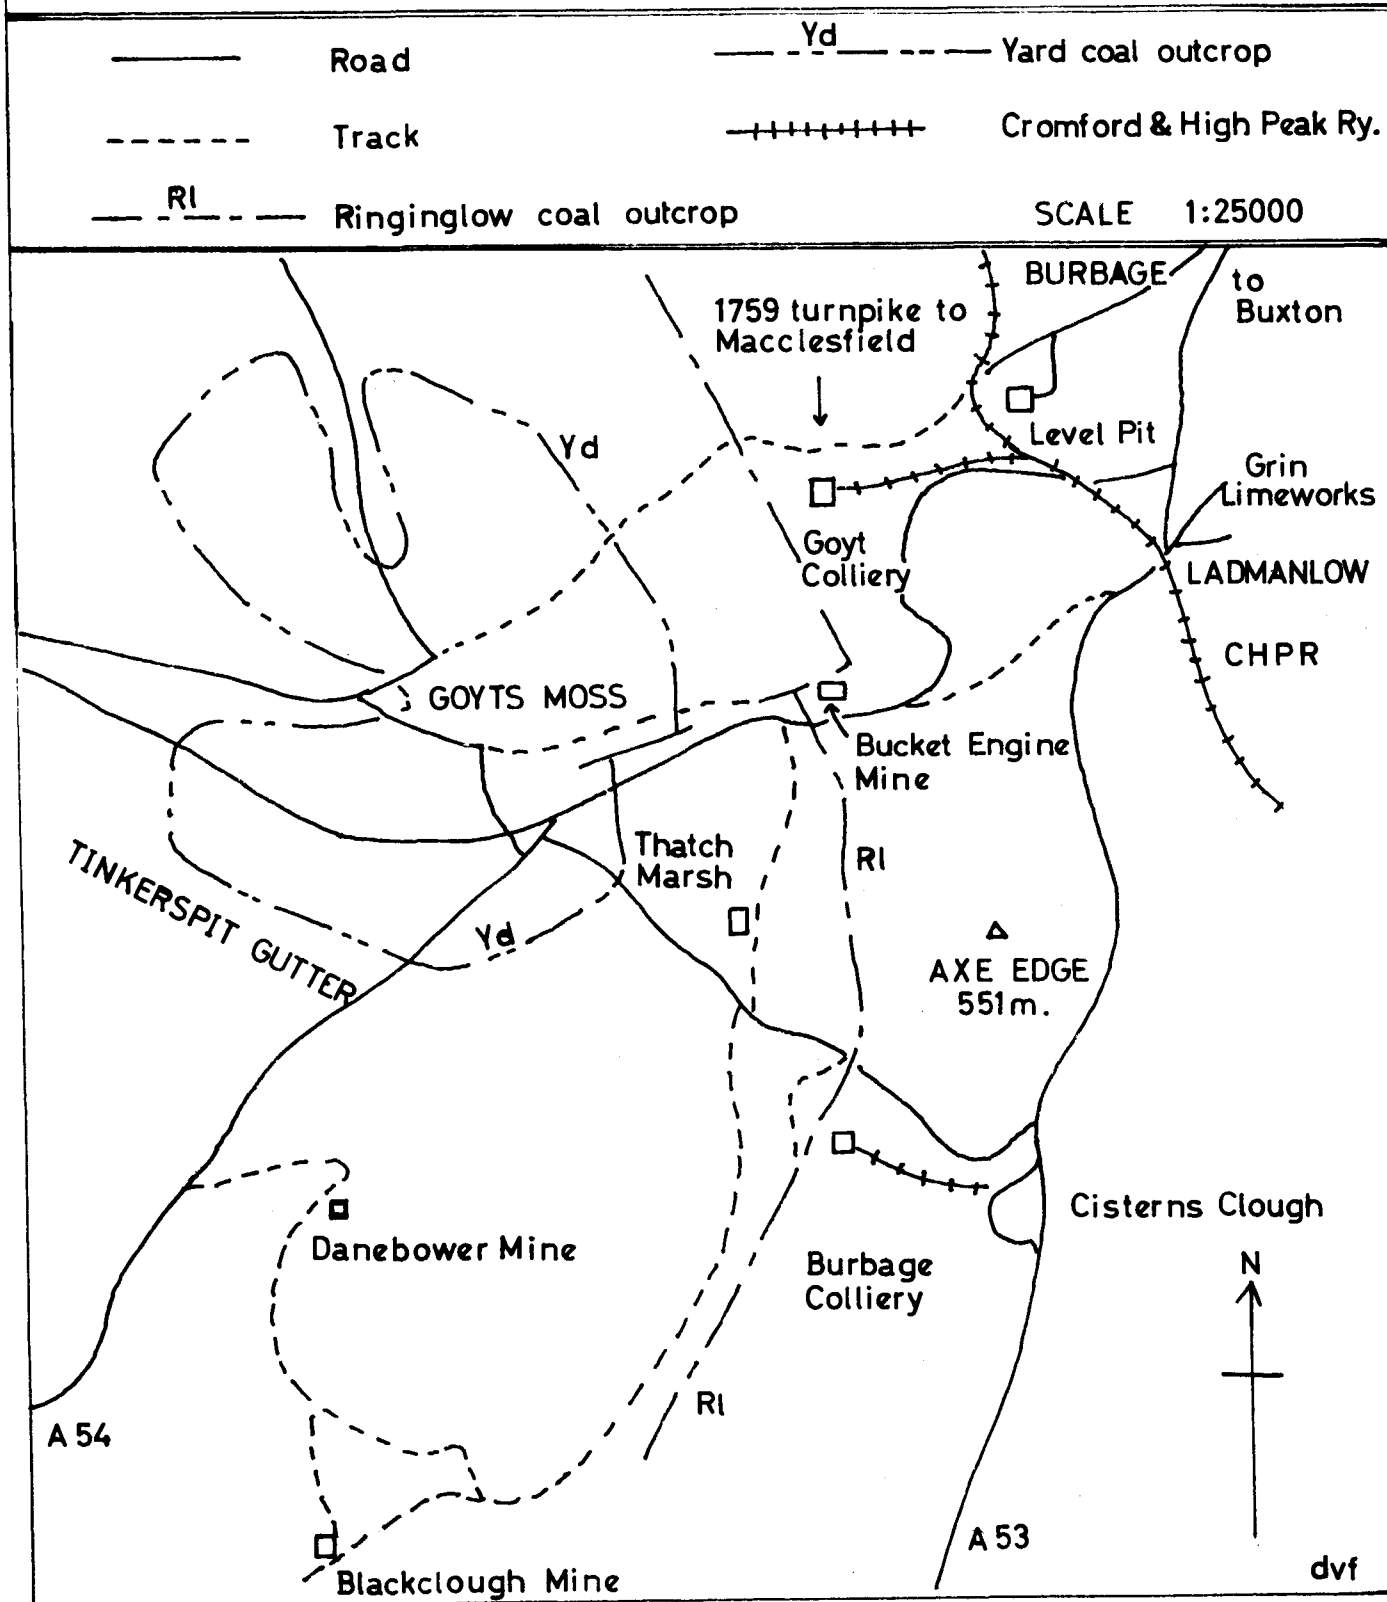 Road
Yd
Yard coal outcrop
Track
Cromford & High Peak Ry.
Rl
Ringinglow coal outcrop
SCALE 1:25000
BURBAGE
to
Buxton
1759 turnpike to
Macclesfield
Level Pit
Yd
Grin
Limeworks
Goyt
Colliery
LADMANLOW
CHPR
GOYTS MOSS
Bucket Engine
Mine
Thatch
Marsh
Rl
TINKERSPIT GUTTER
Yd
AXE EDGE
551m.
Cisterns Clough
Danebower Mine
Burbage
Colliery
N
Rl
A 54
A 53
Blackclough Mine
dvf